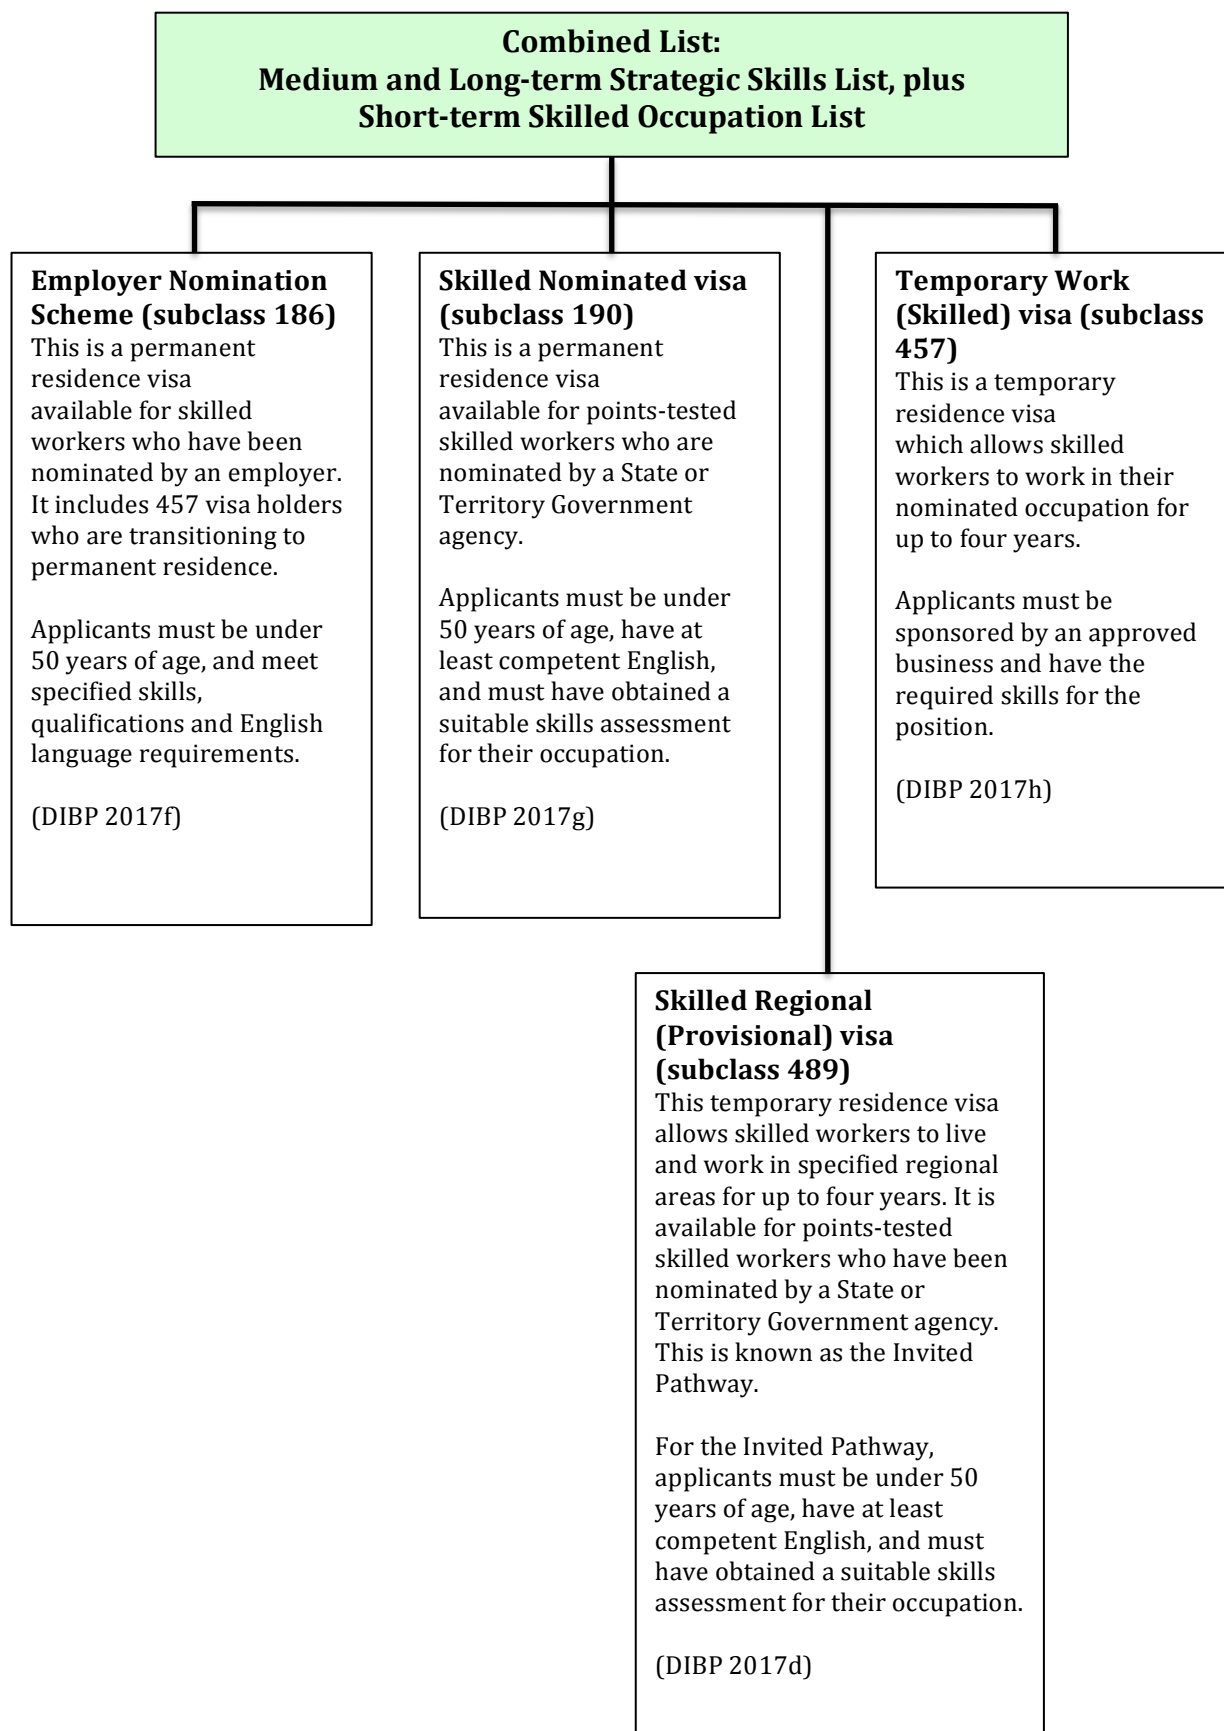 Combined List:
Medium and Long-term Strategic Skills List, plus
Short-term Skilled Occupation List
Employer Nomination
Scheme (subclass 186)
This is a permanent
residence visa
available for skilled
workers who have been
nominated by an employer.
It includes 457 visa holders
who are transitioning to
permanent residence.
Applicants must be under
50 years of age, and meet
specified skills,
qualifications and English
language requirements.
(DIBP 2017f)
Skilled Nominated visa
(subclass 190)
This is a permanent
residence visa
available for points-tested
skilled workers who are
nominated by a State or
Territory Government
agency.
Applicants must be under
50 years of age, have at
least competent English,
and must have obtained a
suitable skills assessment
for their occupation.
(DIBP 2017g)
Temporary Work
(Skilled) visa (subclass
457)
This is a temporary
residence visa
which allows skilled
workers to work in their
nominated occupation for
up to four years.
Applicants must be
sponsored by an approved
business and have the
required skills for the
position.
(DIBP 2017h)
Skilled Regional
(Provisional) visa
(subclass 489)
This temporary residence visa
allows skilled workers to live
and work in specified regional
areas for up to four years. It is
available for points-tested
skilled workers who have been
nominated by a State or
Territory Government agency.
This is known as the Invited
Pathway.
For the Invited Pathway,
applicants must be under 50
years of age, have at least
competent English, and must
have obtained a suitable skills
assessment for their occupation.
(DIBP 2017d)